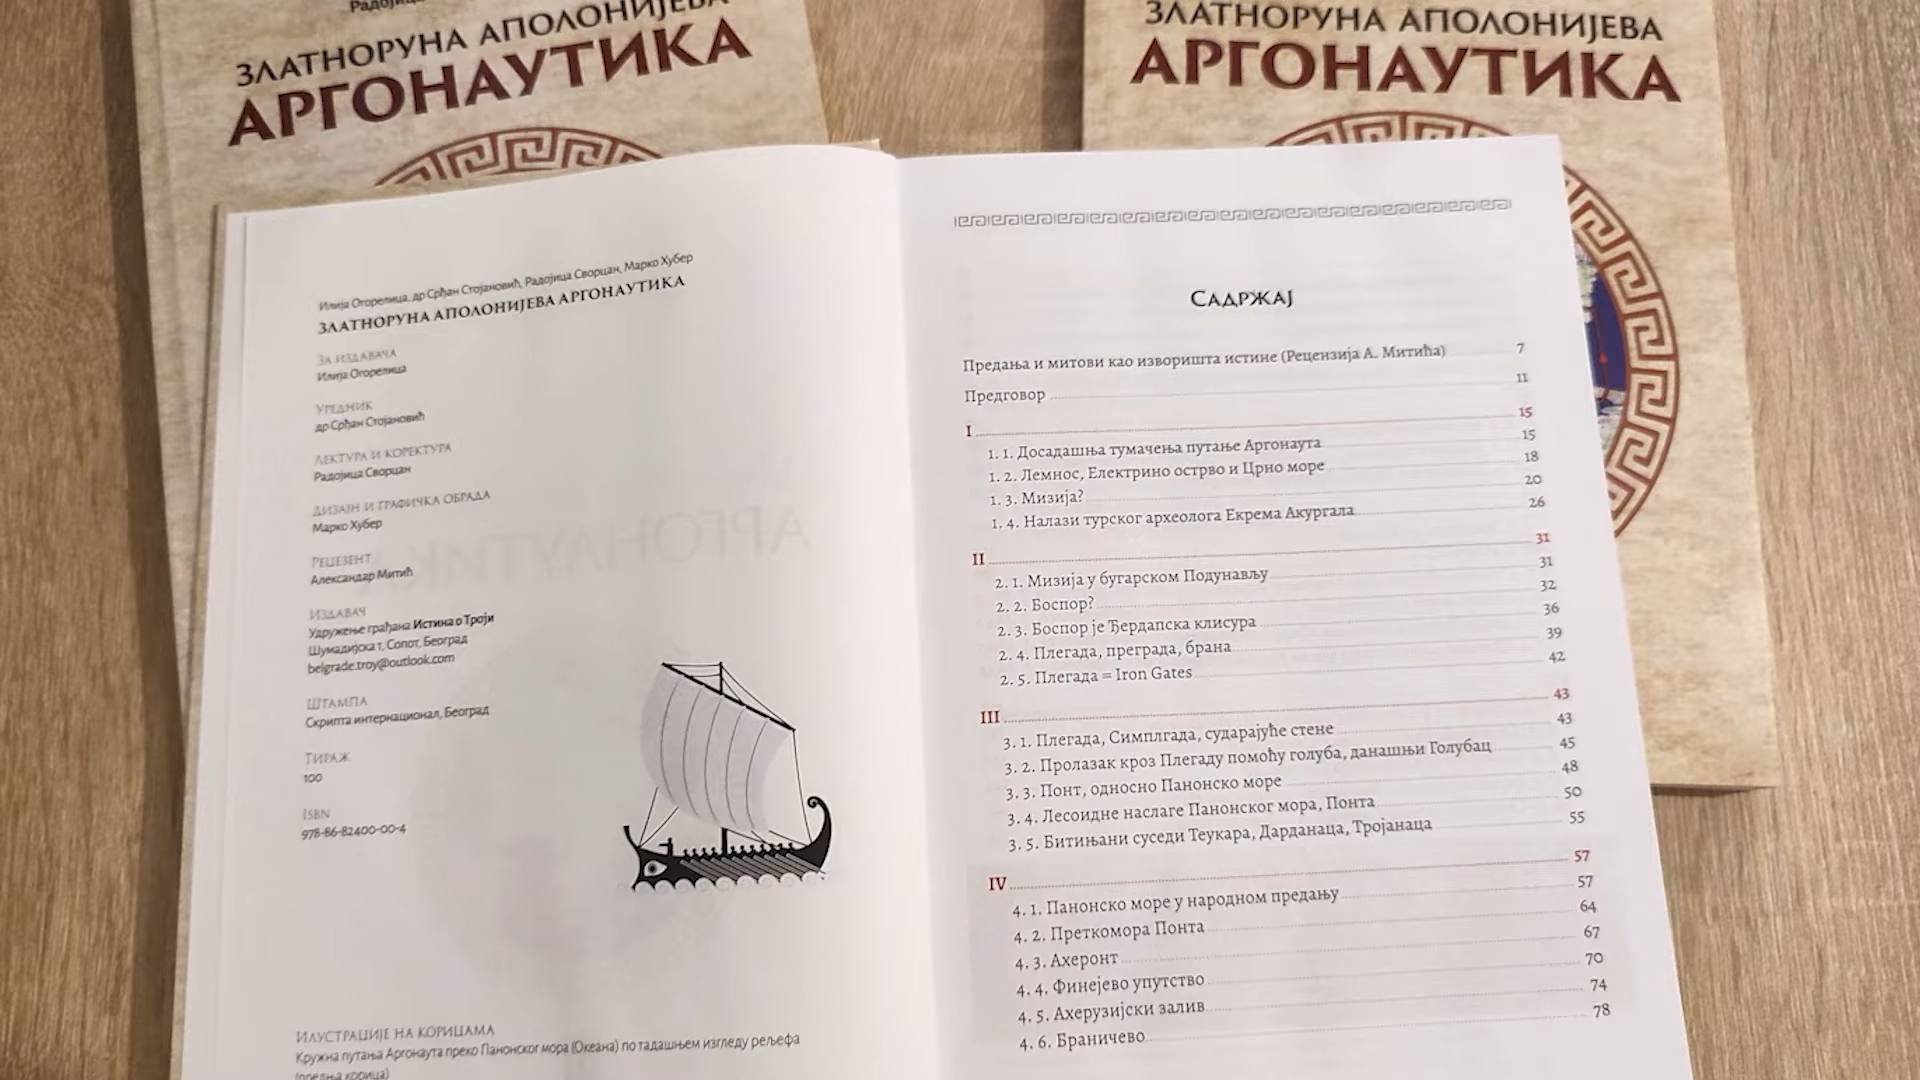 ЗЛАТНОРУНА АПОЛОНИЈЕВА
АРГОНАУТИКА
ЗЛАТНОРУНА АПОЛОНИЈЕВА
АРГОНАУТИКА
Илија Огорелица, др Срђан Стојановић, Радојица Сворцан, Марко Хубер
ЗЛАТНОРУНА АПОЛОНИЈЕВА АРГОНАУТИКА
ЗА ИЗДАВАЧА
Илија Огорелица
УРЕДНИК
др Срђан Стојановић
ЛЕКТУРА И КОРЕКТУРА
Радојица Сворцан
ДИЗАЈН И ГРАФИЧКА ОБРАДА
Марко Хубер
РЕЦЕЗЕНТ
Александар Митић
ИЗДАВАЧ
Удружење грађана Истина о Троји
Шумадијска 1, Сопот, Београд
belgrade.troy@outlook.com
ШТАМПА
Скрипта интернационал, Београд
ТИРАЖ
100
ISBN
978-86-82400-00-4
ИЛУСТРАЦИЈЕ НА КОРИЦАМА
Кружна путања Аргонаута преко Панонског мора (Океана) по тадашњем изгледу рељефа
(предња корица)
САДРЖАЈ
Предања и митови као изворишта истине (Рецензија А. Митића) 7
Предговор 11
I 15
1. 1. Досадашња тумачења путање Аргонаута 15
1. 2. Лемнос, Електрино острво и Црно море 18
1. 3. Мизија? 20
1. 4. Налази турског археолога Екрема Акургала 26
II 31
2. 1. Мизија у бугарском Подунављу 31
2. 2. Боспор? 32
2. 3. Боспор је Ђердапска клисура 36
2. 4. Плегада, преграда, брана 39
2. 5. Плегада = Iron Gates 42
III 43
3. 1. Плегада, Симплгада, сударајуће стене 43
3. 2. Пролазак кроз Плегаду помоћу голуба, данашњи Голубац 45
3. 3. Понт, односно Панонско море 48
3. 4. Лесоидне наслаге Панонског мора, Понта 50
3. 5. Битињани суседи Теукара, Дарданаца, Тројанаца 55
IV 57
4. 1. Панонско море у народном предању 57
4. 2. Преткомора Понта 64
4. 3. Ахеронт 67
4. 4. Финејево упутство 70
4. 5. Ахерузијски залив 74
4. 6. Браничево 78